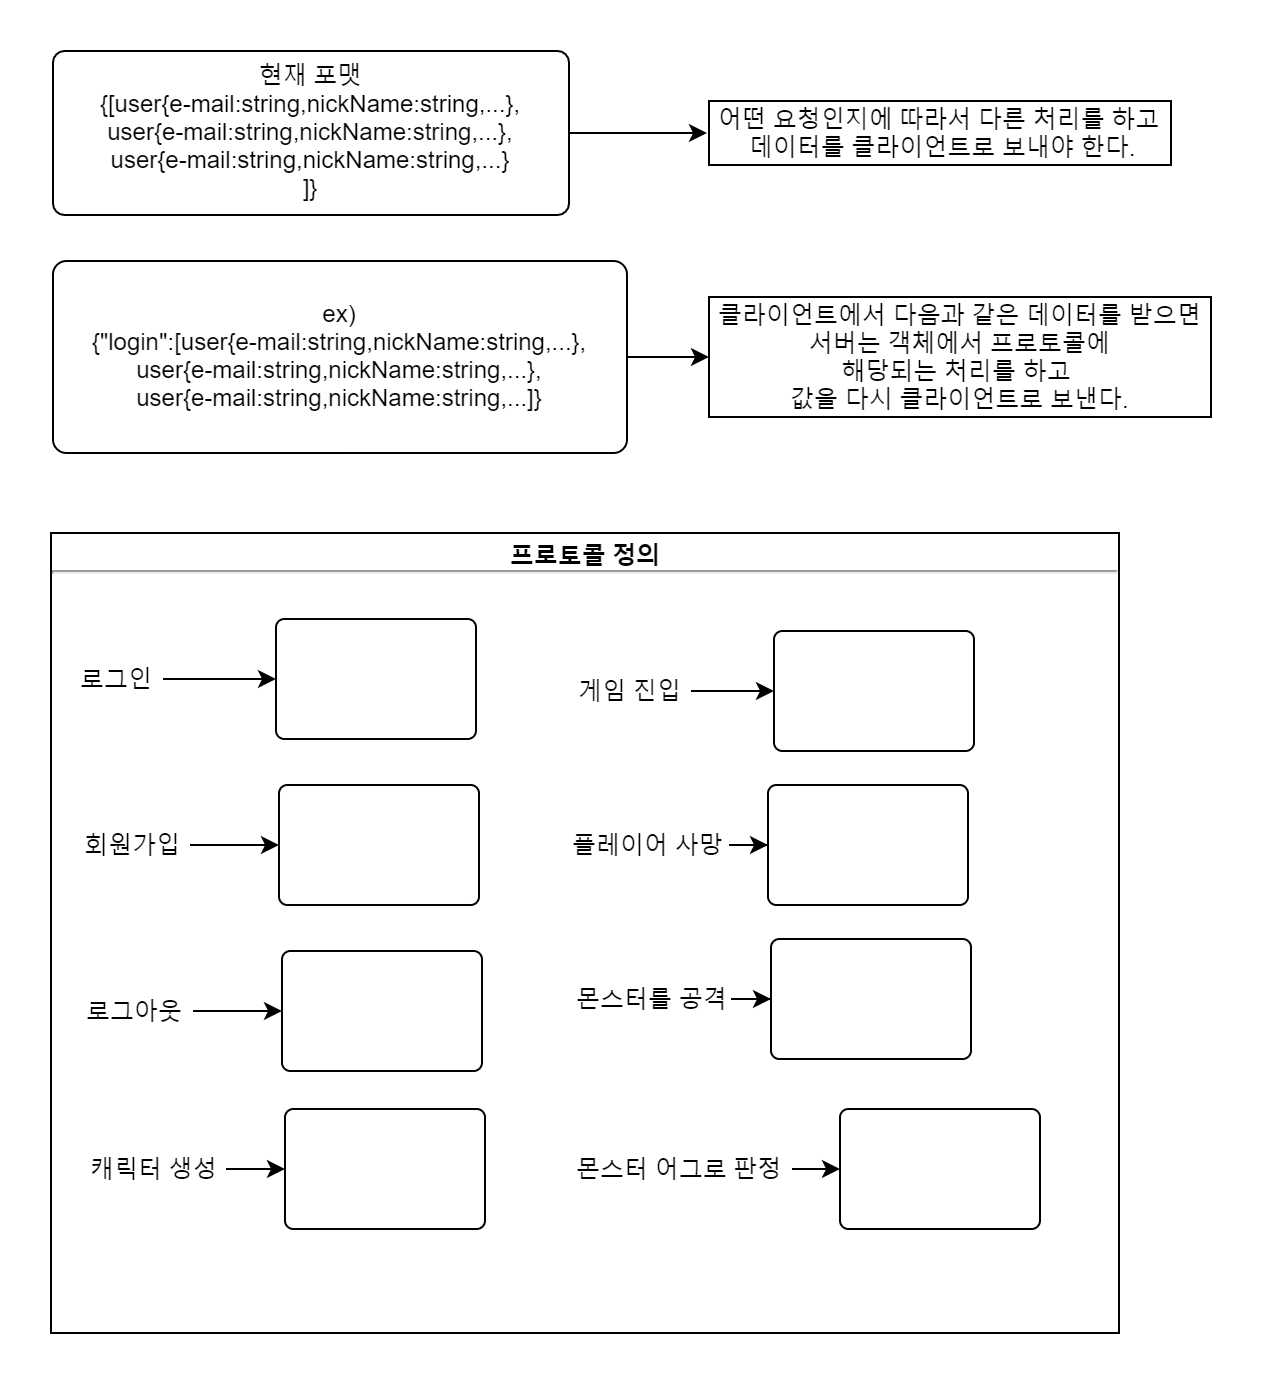 현재 포맷
{[user{e-mail:string,nickName:string,...},
user{e-mail:string,nickName:string,...},
user{e-mail:string,nickName:string,...}
]}
어떤 요청인지에 따라서 다른 처리를 하고
데이터를 클라이언트로 보내야 한다.
ex)
{"login":[user{e-mail:string,nickName:string,...},
user{e-mail:string,nickName:string,...},
user{e-mail:string,nickName:string,...]}
클라이언트에서 다음과 같은 데이터를 받으면
서버는 객체에서 프로토콜에
해당되는 처리를 하고
값을 다시 클라이언트로 보낸다.
프로토콜 정의
로그인
게임 진입
회원가입
플레이어 사망
로그아웃
몬스터를 공격
캐릭터 생성
몬스터 어그로 판정